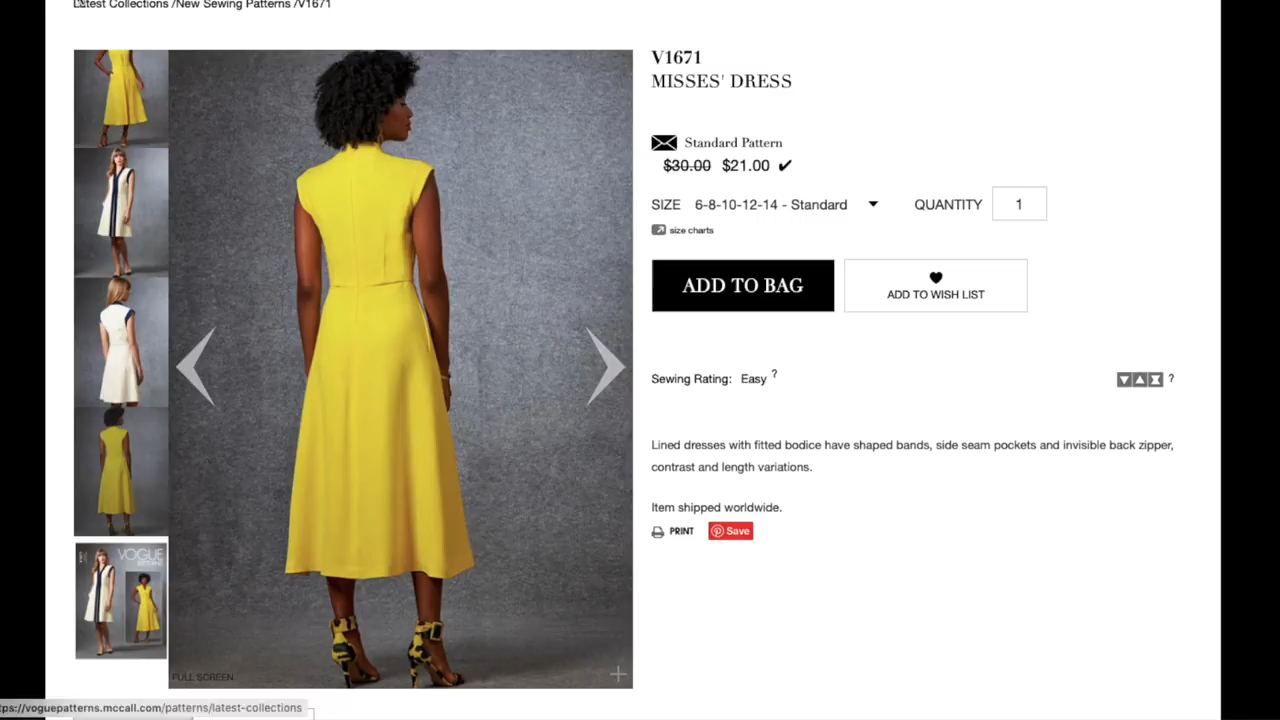 Latest Collections /New Sewing Patterns /V1671
V1671
MISSES' DRESS
Standard Pattern
$30.00 $21.00 ✔
SIZE 6-8-10-12-14 - Standard QUANTITY 1
size charts
ADD TO BAG
ADD TO WISH LIST
Sewing Rating: Easy ?
?
Lined dresses with fitted bodice have shaped bands, side seam pockets and invisible back zipper,
contrast and length variations.
Item shipped worldwide.
PRINT Save
VOGUE
PATTERNS
FULL SCREEN
tps://voguepatterns.mccall.com/patterns/latest-collections